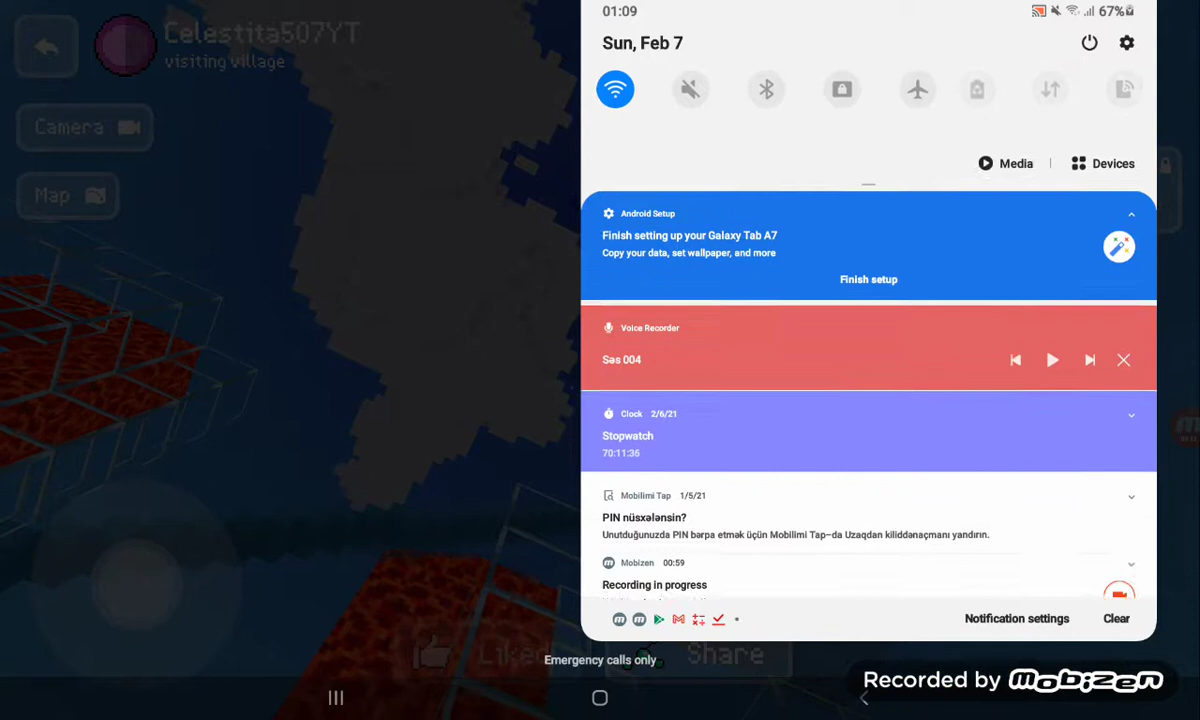 01:09
67%
Celestita507YT
visiting village
Camera
Map
Sun, Feb 7
Media
Devices
Android Setup
Finish setting up your Galaxy Tab A7
Copy your data, set wallpaper, and more
Finish setup
Voice Recorder
Səs 004
Clock 2/6/21
Stopwatch
70:11:36
Mobilimi Tap 1/5/21
PIN nüsxələnsin?
Unutduğunuzda PIN bərpa etmək üçün Mobilimi Tap-da Uzaqdan kiliddənaçmanı yandırın.
Mobizen 00:59
Recording in progress
Notification settings
Clear
Liked
Share
Emergency calls only
Recorded by mobizen